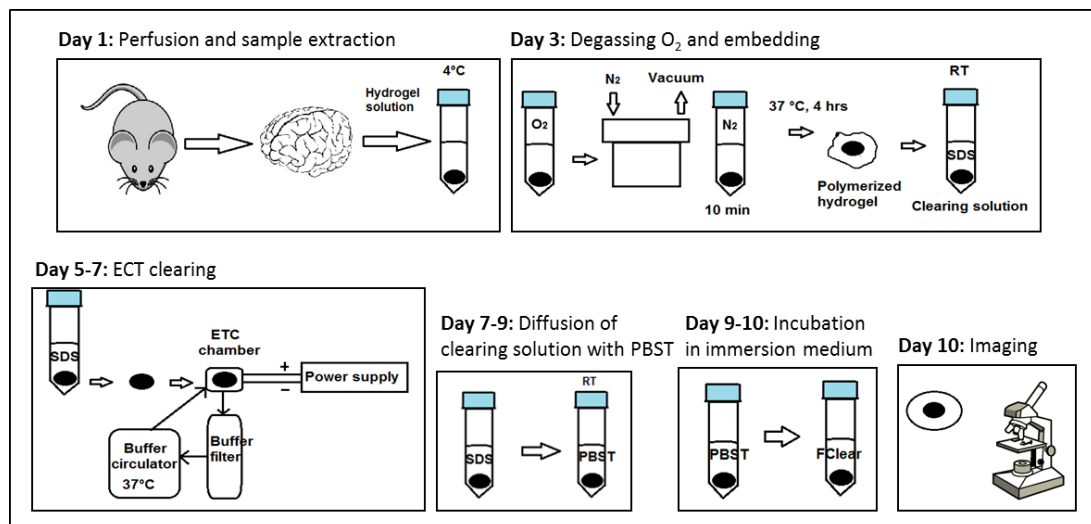 Day 1: Perfusion and sample extraction
Hydrogel
solution
4°C
Day 3: Degassing O₂ and embedding
O₂
N₂
Vacuum
N₂
10 min
37 °C, 4 hrs
Polymerized
hydrogel
RT
SDS
Clearing solution
Day 5-7: ECT clearing
SDS
ETC
chamber
+
−
Power supply
Buffer
circulator
37°C
Buffer
filter
Day 7-9: Diffusion of
clearing solution with PBST
SDS
RT
PBST
Day 9-10: Incubation
in immersion medium
PBST
FClear
Day 10: Imaging